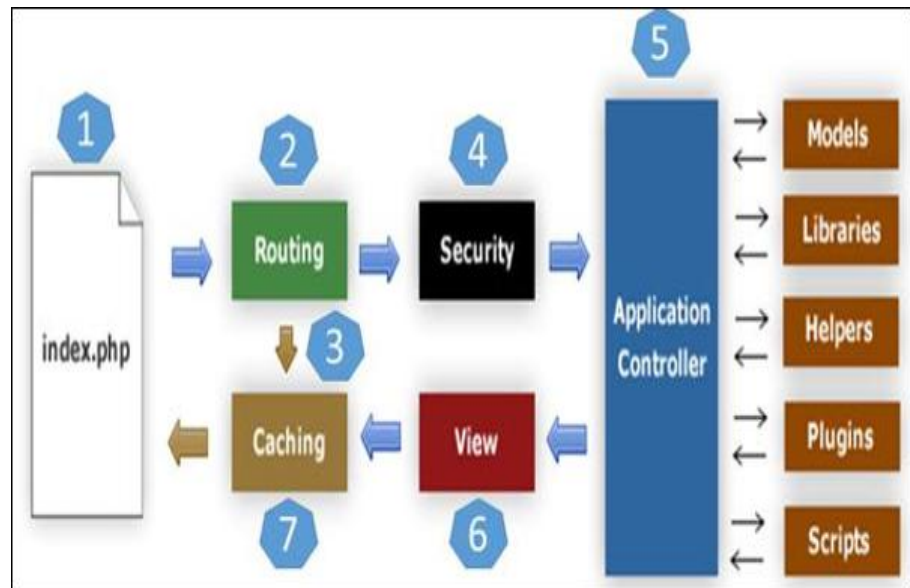 1
index.php
2
Routing
3
4
Security
5
Application
Controller
Models
Libraries
Helpers
Plugins
Scripts
View
6
Caching
7